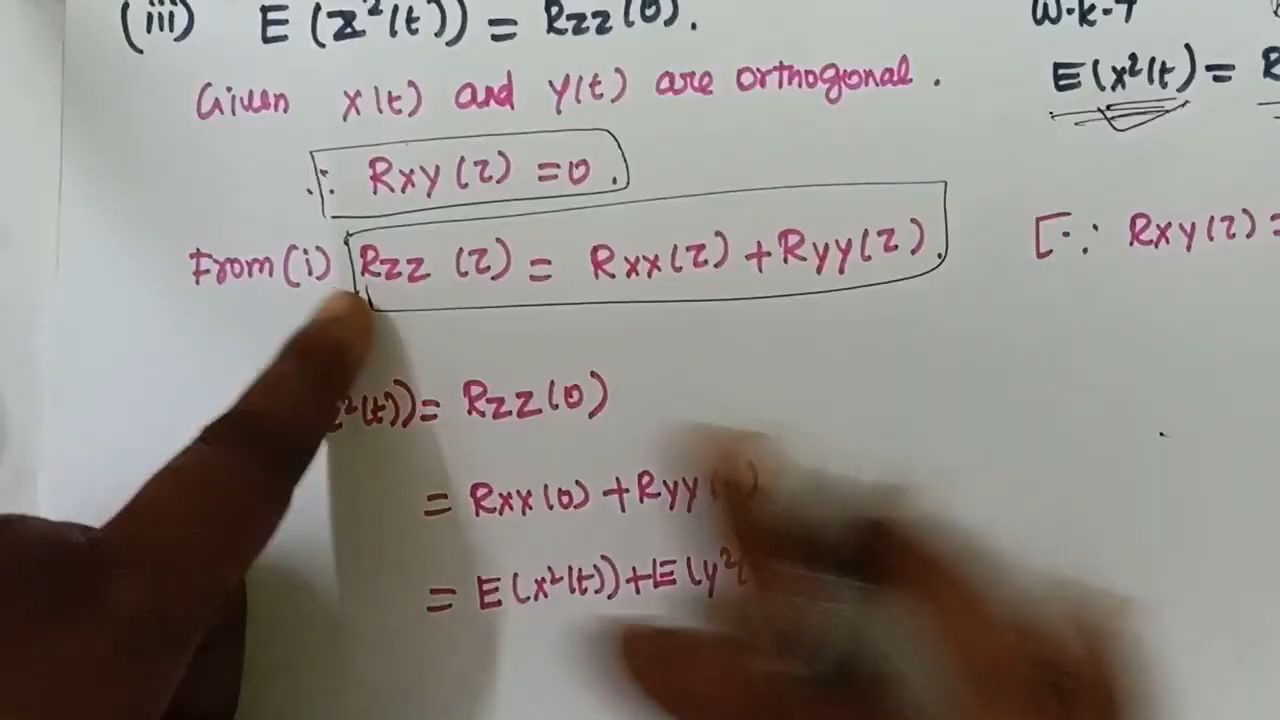 (iii) E(Z²(t)) = Rzz(0).
W.k.T
Given X(t) and Y(t) are orthogonal.
E(x²(t)) =
∴ Rxy(τ) = 0.
From (i) Rzz(τ) = Rxx(τ) + Ryy(τ).
[∵ Rxy(τ) =
²(t)) = Rzz(0)
= Rxx(0) + Ryy
= E(x²(t)) + E(y²